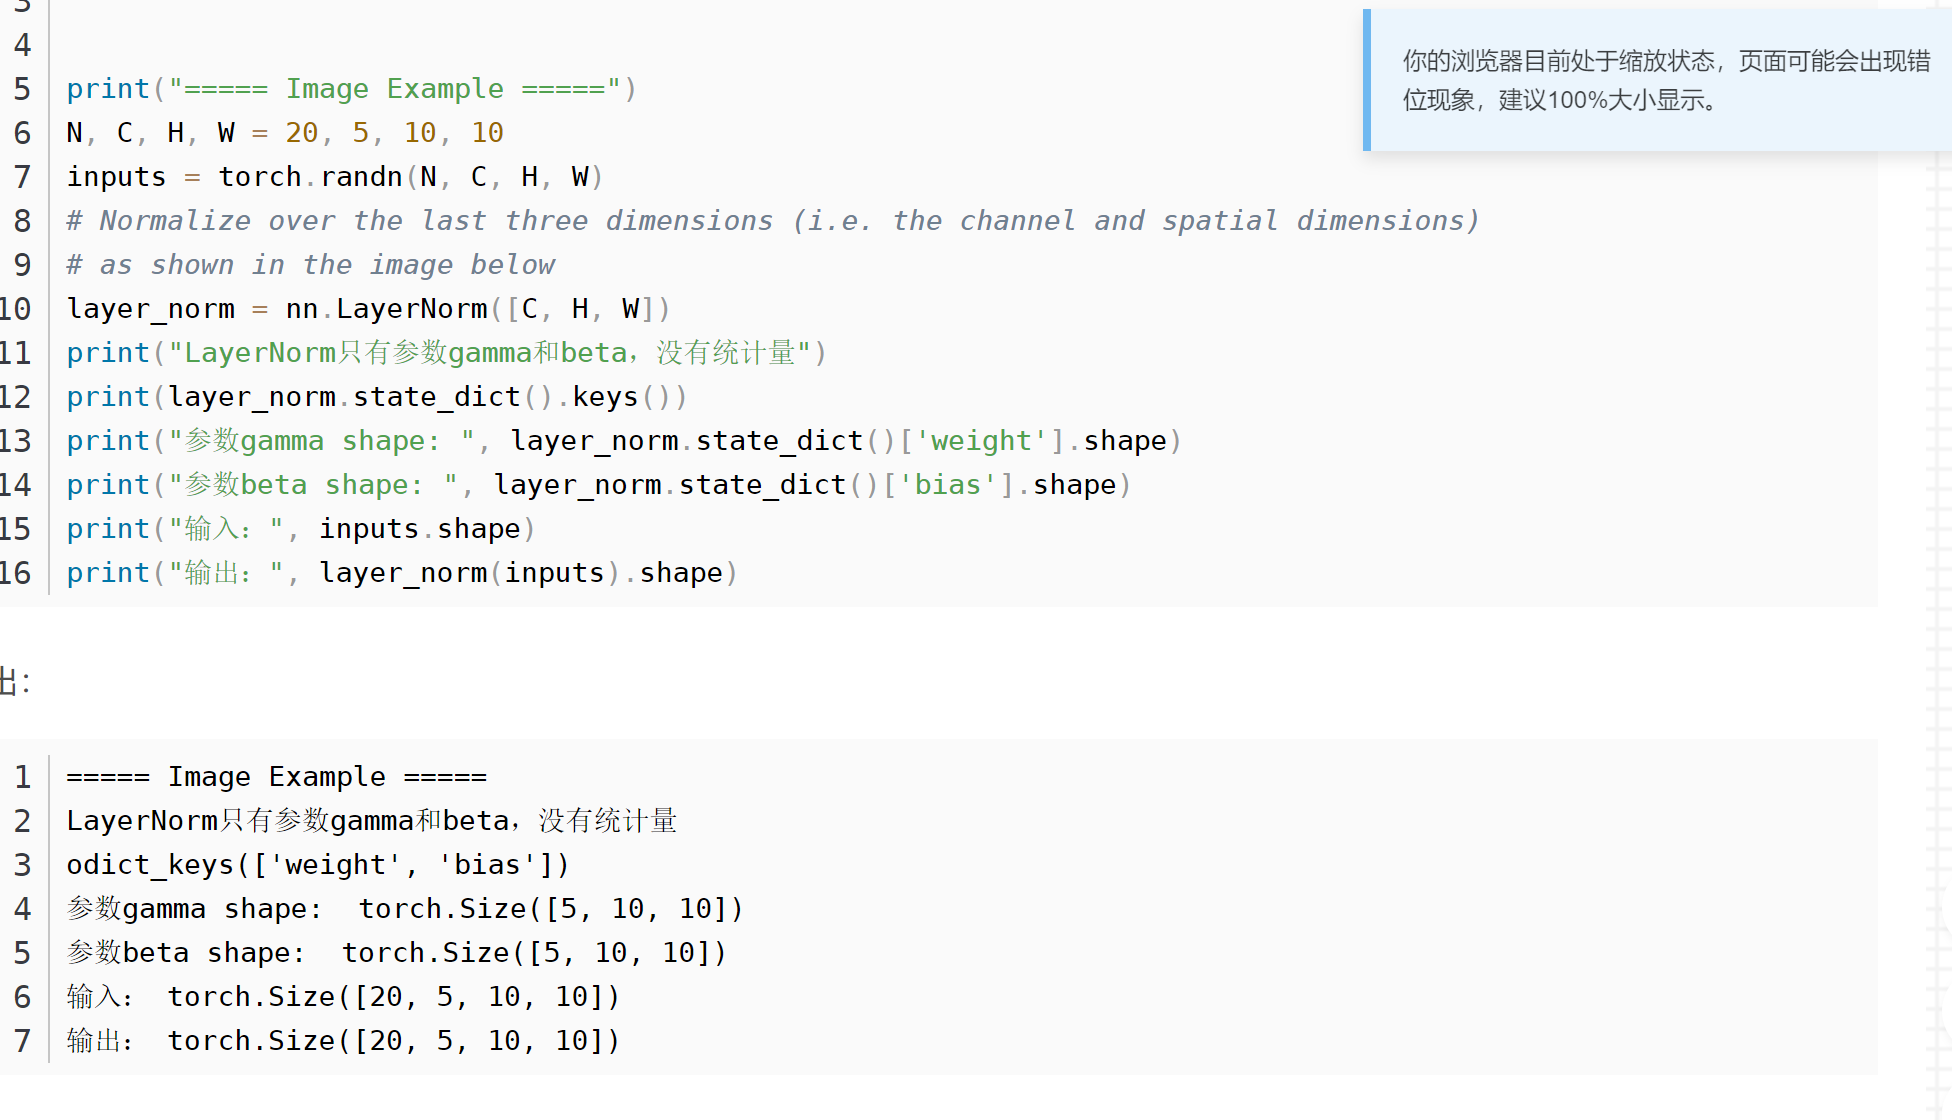 3
4
5 print("===== Image Example =====")
6 N, C, H, W = 20, 5, 10, 10
7 inputs = torch.randn(N, C, H, W)
8 # Normalize over the last three dimensions (i.e. the channel and spatial dimensions)
9 # as shown in the image below
10 layer_norm = nn.LayerNorm([C, H, W])
11 print("LayerNorm只有参数gamma和beta，没有统计量")
12 print(layer_norm.state_dict().keys())
13 print("参数gamma shape: ", layer_norm.state_dict()['weight'].shape)
14 print("参数beta shape: ", layer_norm.state_dict()['bias'].shape)
15 print("输入：", inputs.shape)
16 print("输出：", layer_norm(inputs).shape)
你的浏览器目前处于缩放状态，页面可能会出现错
位现象，建议100%大小显示。
出：
1 ===== Image Example =====
2 LayerNorm只有参数gamma和beta，没有统计量
3 odict_keys(['weight', 'bias'])
4 参数gamma shape:  torch.Size([5, 10, 10])
5 参数beta shape:  torch.Size([5, 10, 10])
6 输入： torch.Size([20, 5, 10, 10])
7 输出： torch.Size([20, 5, 10, 10])